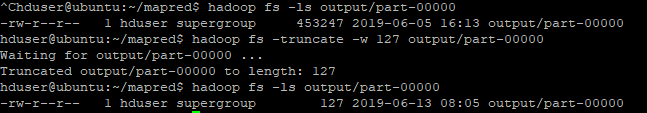 ^Chduser@ubuntu:~/mapred$ hadoop fs -ls output/part-00000
-rw-r--r--   1 hduser supergroup     453247 2019-06-05 16:13 output/part-00000
hduser@ubuntu:~/mapred$ hadoop fs -truncate -w 127 output/part-00000
Waiting for output/part-00000 ...
Truncated output/part-00000 to length: 127
hduser@ubuntu:~/mapred$ hadoop fs -ls output/part-00000
-rw-r--r--   1 hduser supergroup        127 2019-06-13 08:05 output/part-00000